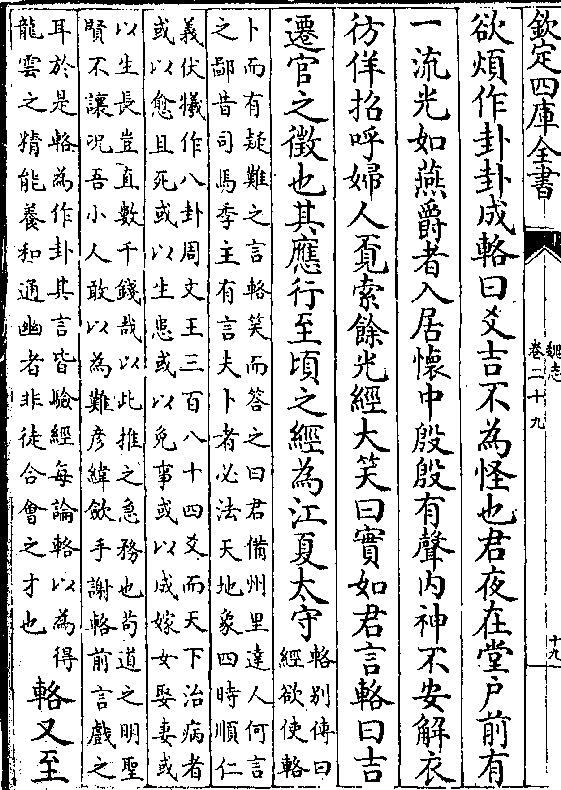 欽定四庫全書
魏志
卷二十九
十九
欲煩作卦卦成輅曰爻吉不為怪也君夜在堂戶前有
一流光如燕爵者入居懷中殷殷有聲内神不安解衣
彷徉招呼婦人覓索餘光經大笑曰實如君言輅曰吉
遷官之徵也其應行至頃之經為江夏太守
輅别傳曰
經欲使輅
卜而有疑難之言輅笑而答之曰君備州里達人何言
之鄙昔司馬季主有言夫卜者必法天地象四時順仁
義伏犧作八卦周文王三百八十四爻而天下治病者
或以愈且死或以生患或以免事或以成嫁女娶妻或
以生長豈直數千錢哉以此推之急務也苟道之明聖
賢不讓况吾小人敢以為難彦緯歛手謝輅前言戲之
耳於是輅為作卦其言皆驗經每論輅以為得
龍雲之精能養和通幽者非徒合會之才也
輅又至